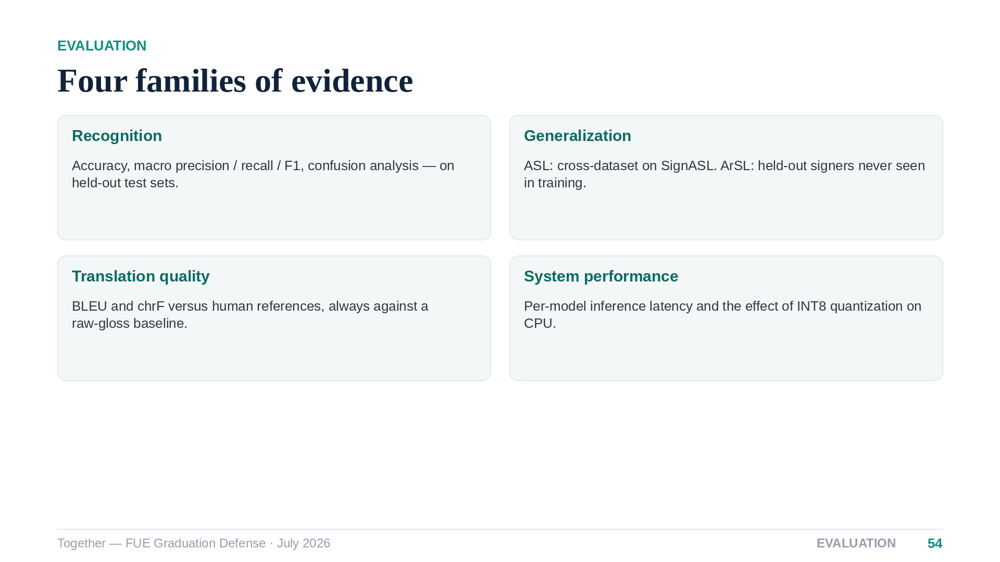 EVALUATION
Four families of evidence
Recognition
Accuracy, macro precision / recall / F1, confusion analysis — on
held-out test sets.
Generalization
ASL: cross-dataset on SignASL. ArSL: held-out signers never seen
in training.
Translation quality
BLEU and chrF versus human references, always against a
raw-gloss baseline.
System performance
Per-model inference latency and the effect of INT8 quantization on
CPU.
Together — FUE Graduation Defense · July 2026
EVALUATION
54